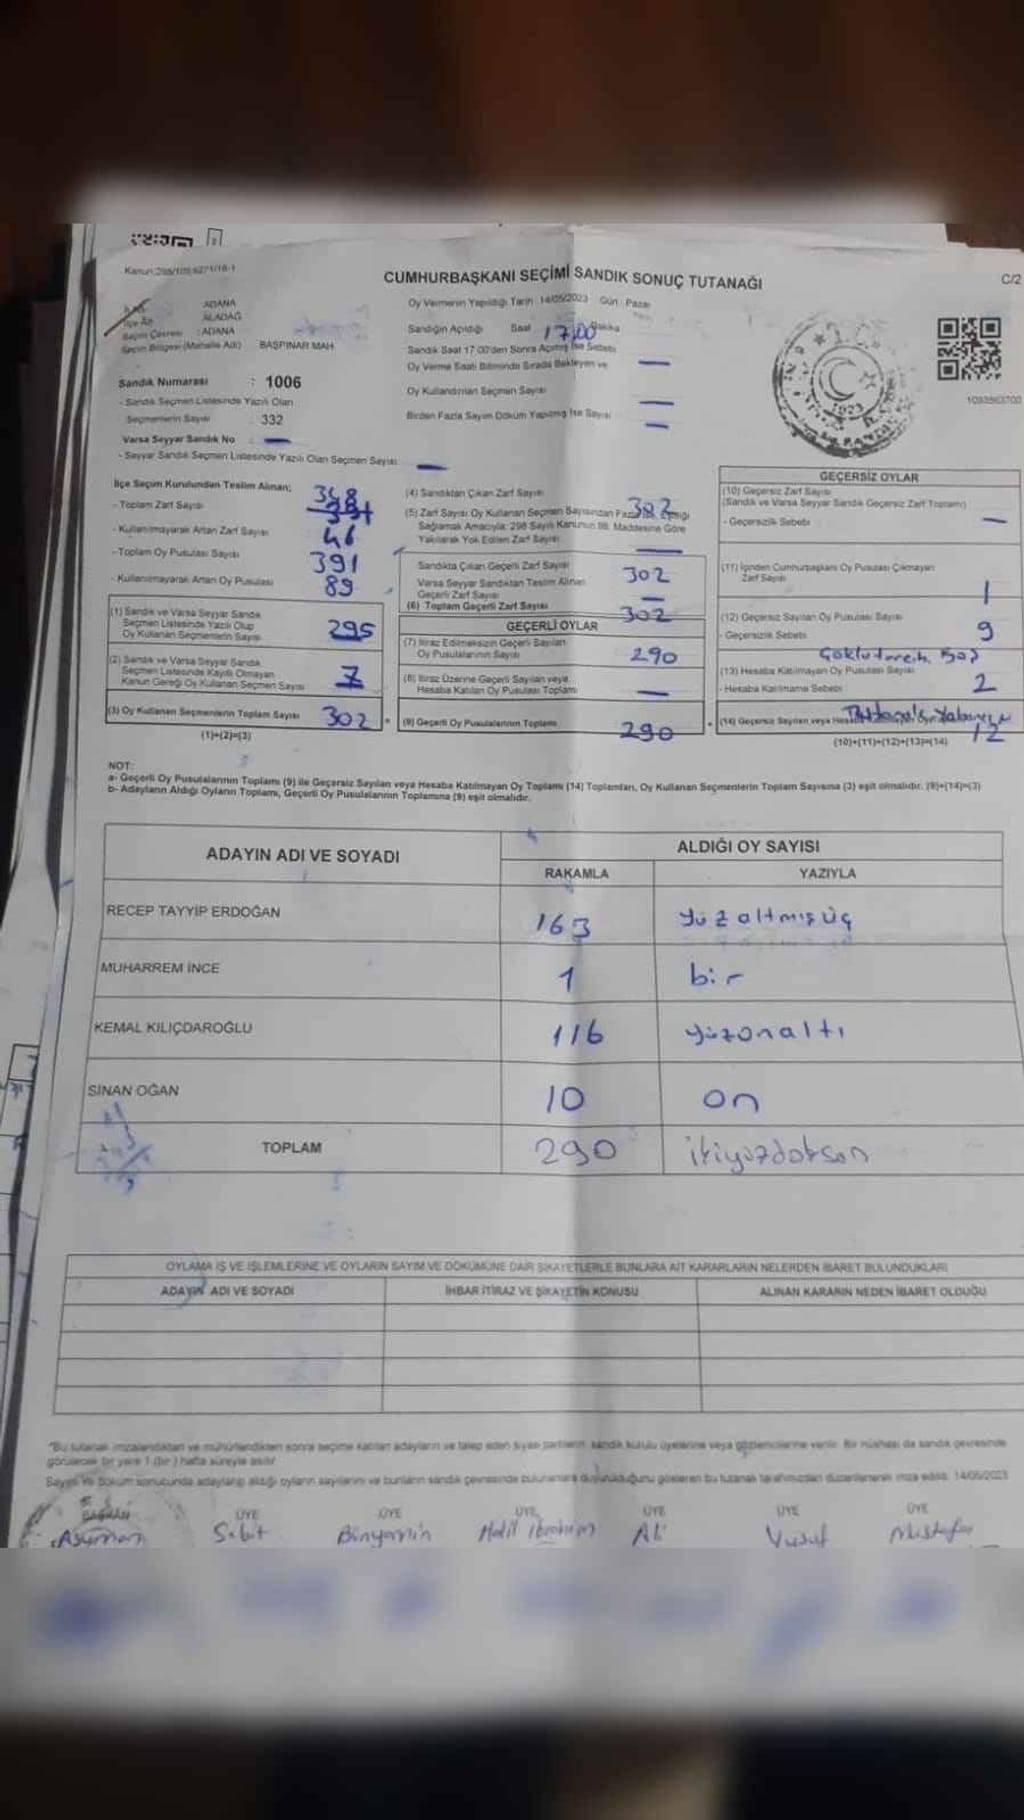 Kanun:298/105,6271/18-1
CUMHURBAŞKANI SEÇİMİ SANDIK SONUÇ TUTANAĞI
C/2
ADANA
ALADAĞ
Seçim Çevresi : ADANA
Seçim Bölgesi (Mahalle Adı) BAŞPINAR MAH.
Sandık Numarası : 1006
- Sandık Seçmen Listesinde Yazılı Olan
Seçmenlerin Sayısı : 332
Varsa Seyyar Sandık No : —
- Seyyar Sandık Seçmen Listesinde Yazılı Olan Seçmen Sayısı —
Oy Vermenin Yapıldığı Tarih 14/05/2023 Gün : Pazar
Sandığın Açıldığı Saat 17,00 Dakika
Sandık Saat 17.00'den Sonra Açılmış İse Sebebi
Oy Verme Saati Bitiminde Sırada Bekleyen ve —
Oy Kullandırılan Seçmen Sayısı —
Birden Fazla Sayım Döküm Yapılmış İse Sayısı —
1923
1093563700
İlçe Seçim Kurulundan Teslim Alınan;
- Toplam Zarf Sayısı 348
- Kullanılmayarak Artan Zarf Sayısı 46
- Toplam Oy Pusulası Sayısı 391
- Kullanılmayarak Artan Oy Pusulası 89
(1) Sandık ve Varsa Seyyar Sandık
Seçmen Listesinde Yazılı Olup
Oy Kullanan Seçmenlerin Sayısı 295
(2) Sandık ve Varsa Seyyar Sandık
Seçmen Listesinde Kayıtlı Olmayan
Kanun Gereği Oy Kullanan Seçmen Sayısı 7
(3) Oy Kullanan Seçmenlerin Toplam Sayısı 302
(1)+(2)=(3)
(4) Sandıktan Çıkan Zarf Sayısı 302
(5) Zarf Sayısı Oy Kullanan Seçmen Sayısından Fazla İse, Eşitliği
Sağlamak Amacıyla; 298 Sayılı Kanunun 98. Maddesine Göre
Yakılarak Yok Edilen Zarf Sayısı —
Sandıkta Çıkan Geçerli Zarf Sayısı 302
Varsa Seyyar Sandıktan Teslim Alınan
Geçerli Zarf Sayısı —
(6) Toplam Geçerli Zarf Sayısı 302
GEÇERLİ OYLAR
(7) İtiraz Edilmeksizin Geçerli Sayılan
Oy Pusulalarının Sayısı 290
(8) İtiraz Üzerine Geçerli Sayılan veya
Hesaba Katılan Oy Pusulası Toplamı —
(9) Geçerli Oy Pusulalarının Toplamı 290
GEÇERSİZ OYLAR
(10) Geçersiz Zarf Sayısı
(Sandık ve Varsa Seyyar Sandık Geçersiz Zarf Toplamı)
- Geçersizlik Sebebi —
(11) İçinden Cumhurbaşkanı Oy Pusulası Çıkmayan
Zarf Sayısı 1
(12) Geçersiz Sayılan Oy Pusulası Sayısı 9
- Geçersizlik Sebebi
(13) Hesaba Katılmayan Oy Pusulası Sayısı 2
- Hesaba Katılmama Sebebi
(14) Geçersiz Sayılan veya 12
(10)+(11)+(12)+(13)=(14)
NOT:
a- Geçerli Oy Pusulalarının Toplamı (9) ile Geçersiz Sayılan veya Hesaba Katılmayan Oy Toplamı (14) Toplamları, Oy Kullanan Seçmenlerin Toplam Sayısına (3) eşit olmalıdır. (9)+(14)=(3)
b- Adayların Aldığı Oyların Toplamı, Geçerli Oy Pusulalarının Toplamına (9) eşit olmalıdır.
ADAYIN ADI VE SOYADI
ALDIĞI OY SAYISI
RAKAMLA YAZIYLA
RECEP TAYYİP ERDOĞAN 163 yüzaltmışüç
MUHARREM İNCE 1 bir
KEMAL KILIÇDAROĞLU 116 yüzonaltı
SİNAN OĞAN 10 on
TOPLAM 290 ikiyüzdoksan
OYLAMA İŞ VE İŞLEMLERİNE VE OYLARIN SAYIM VE DÖKÜMÜNE DAİR ŞİKAYETLERLE BUNLARA AİT KARARLARIN NELERDEN İBARET BULUNDUKLARI
ADAYIN ADI VE SOYADI İHBAR İTİRAZ VE ŞİKAYETİN KONUSU ALINAN KARARIN NEDEN İBARET OLDUĞU
*Bu tutanak imzalandıktan ve mühürlendikten sonra seçime katılan adayların ve talep eden siyasi partilerin sandık kurulu üyelerine veya gözlemcilerine verilir. Bir nüshası da sandık çevresinde
görülecek bir yere 1 (bir) hafta süreyle asılır.
Sayım ve döküm sonucunda adayların aldığı oyların sayılarını ve bunların sandık çevresinde bulunanlara duyurulduğunu gösteren bu tutanak tarafımızdan düzenlenerek imza edildi. 14/05/2023
BAŞKAN ÜYE ÜYE ÜYE ÜYE ÜYE ÜYE
Sabit Binyamin Halil İbrahim Ali Yusuf Mustafa